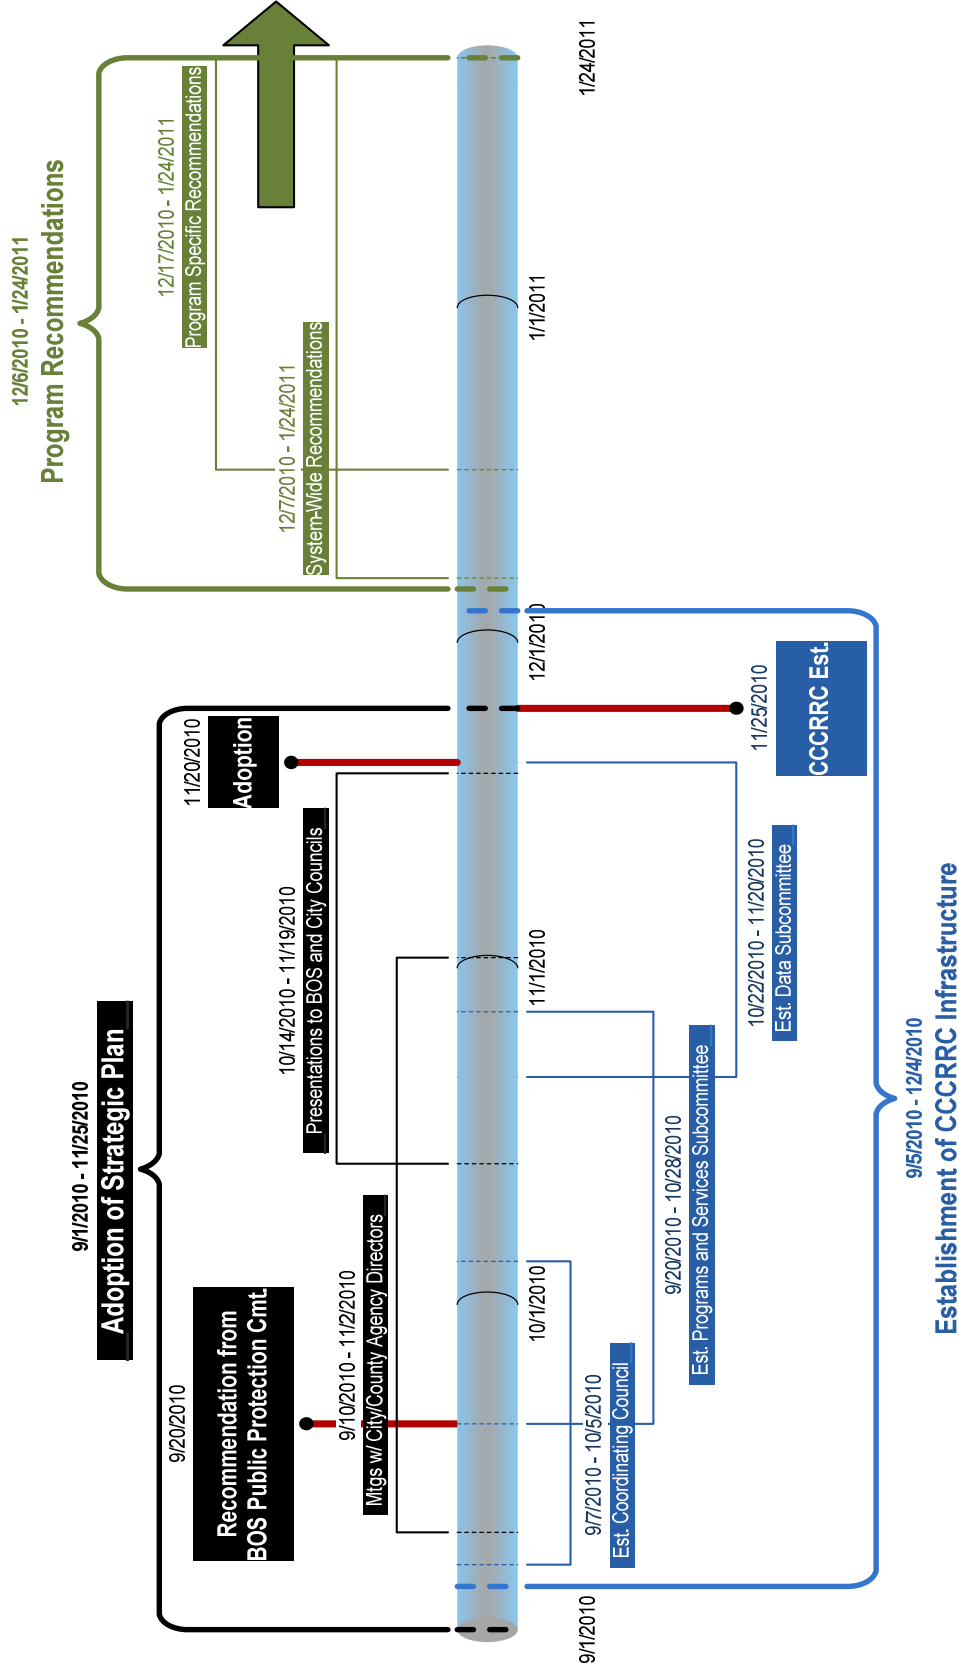 9/1/2010 - 11/25/2010
Adoption of Strategic Plan
9/20/2010
Recommendation from
BOS Public Protection Cmt.
9/10/2010 - 11/2/2010
Mtgs w/ City/County Agency Directors
10/14/2010 - 11/19/2010
Presentations to BOS and City Councils
11/20/2010
Adoption
12/6/2010 - 1/24/2011
Program Recommendations
12/17/2010 - 1/24/2011
Program Specific Recommendations
12/7/2010 - 1/24/2011
System-Wide Recommendations
9/1/2010
10/1/2010
11/1/2010
12/1/2010
1/1/2011
1/24/2011
9/7/2010 - 10/5/2010
Est. Coordinating Council
9/20/2010 - 10/28/2010
Est. Programs and Services Subcommittee
10/22/2010 - 11/20/2010
Est. Data Subcommittee
11/25/2010
CCCRRC Est.
9/5/2010 - 12/4/2010
Establishment of CCCRRC Infrastructure